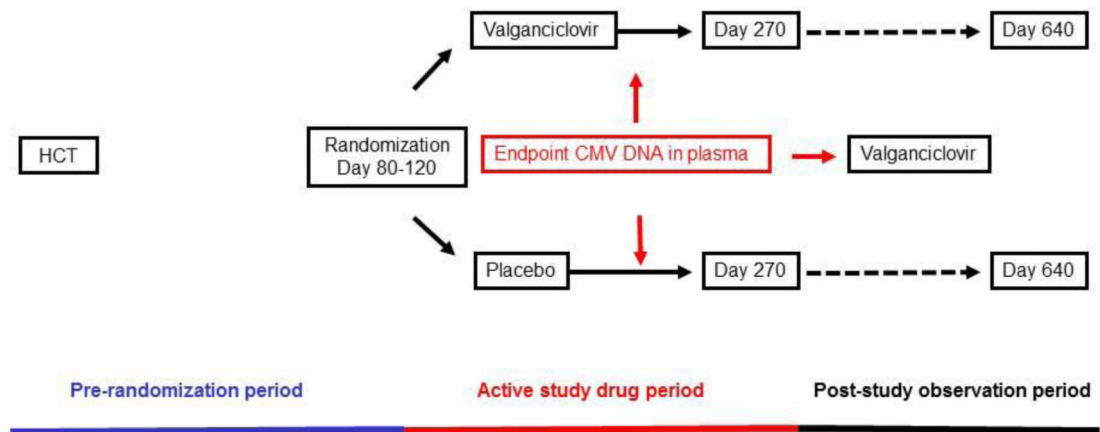 Valganciclovir
Day 270
Day 640
HCT
Randomization
Day 80-120
Endpoint CMV DNA in plasma
Valganciclovir
Placebo
Day 270
Day 640
Pre-randomization period
Active study drug period
Post-study observation period